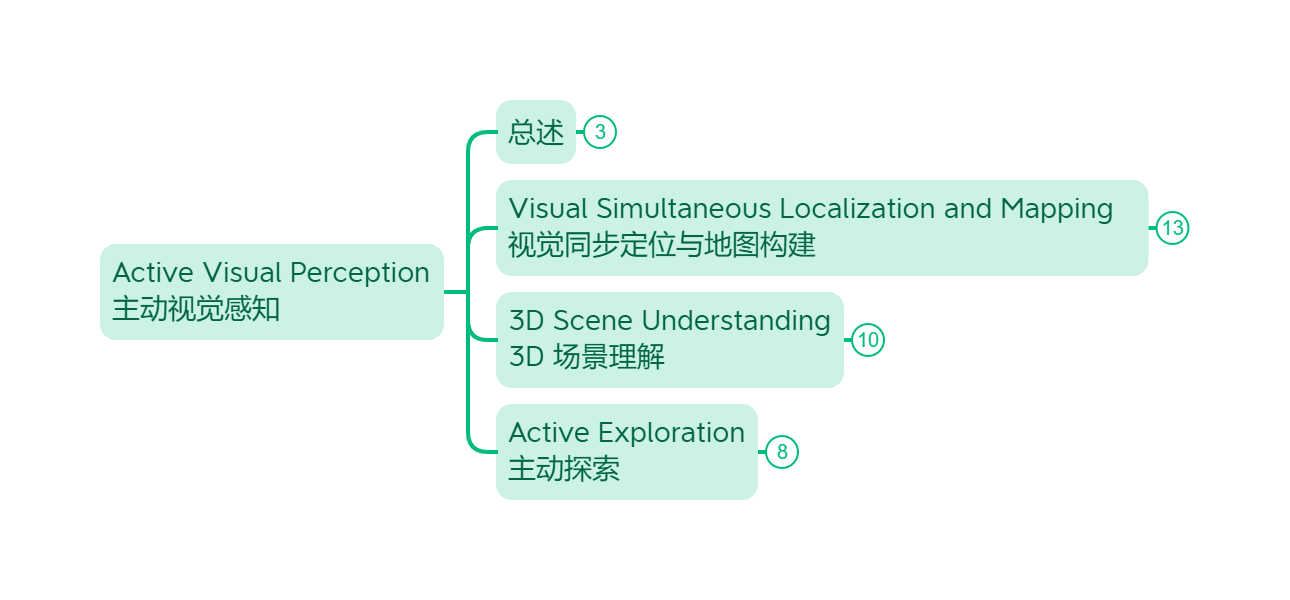 总述
3
Visual Simultaneous Localization and Mapping
视觉同步定位与地图构建
13
Active Visual Perception
主动视觉感知
3D Scene Understanding
3D 场景理解
10
Active Exploration
主动探索
8